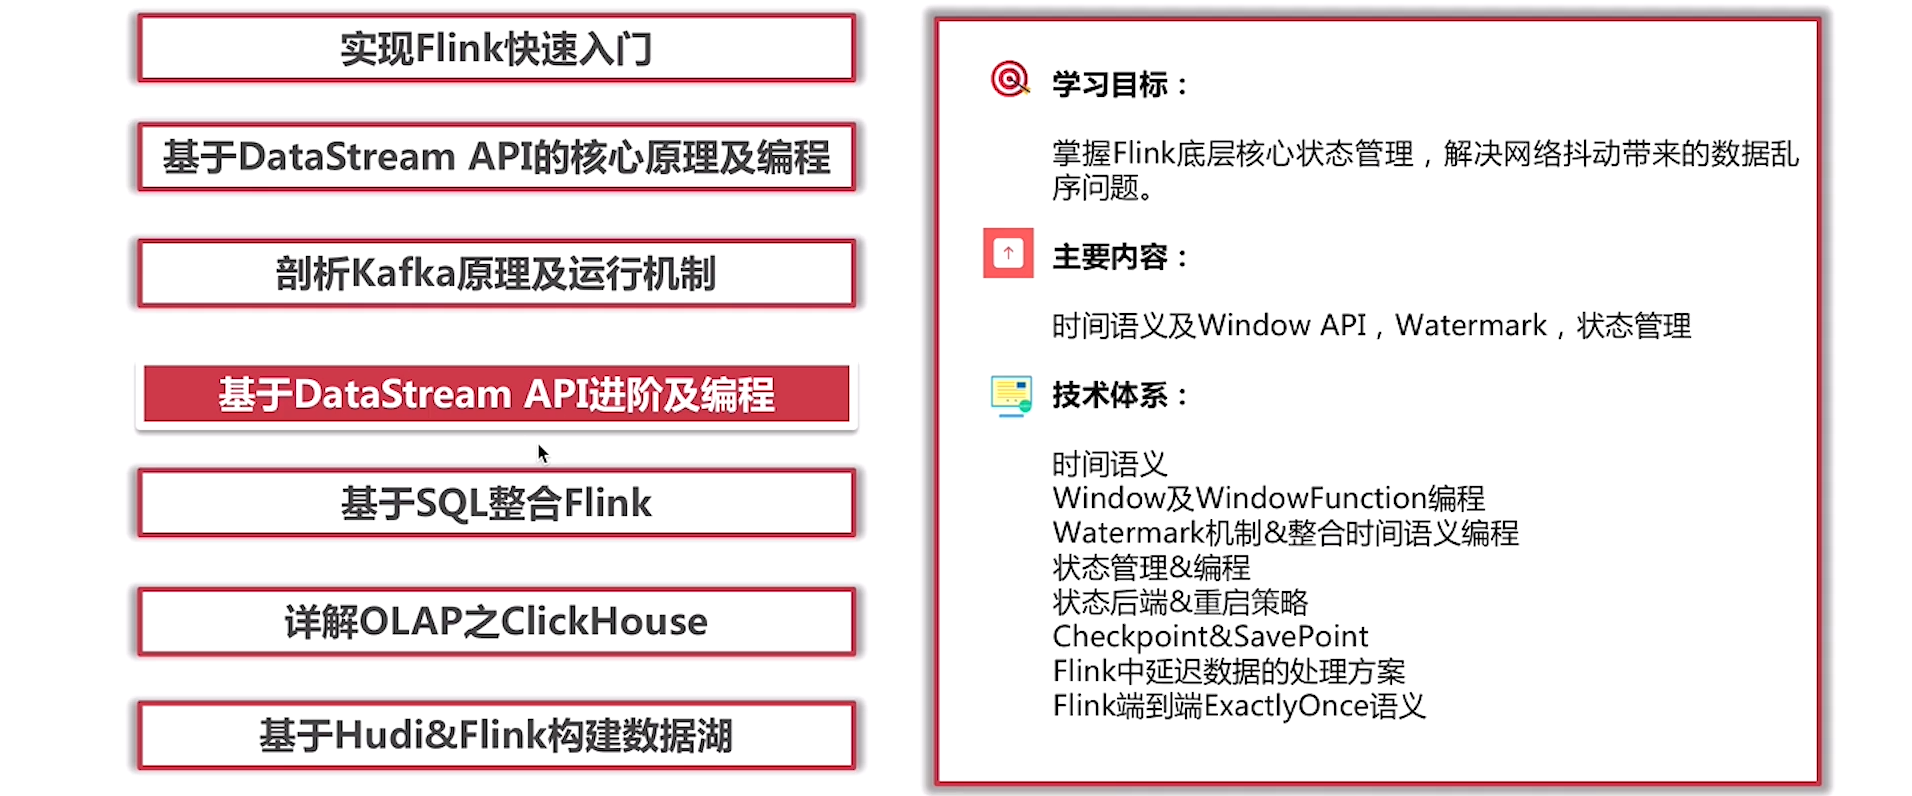 实现Flink快速入门
基于DataStream API的核心原理及编程
剖析Kafka原理及运行机制
基于DataStream API进阶及编程
基于SQL整合Flink
详解OLAP之ClickHouse
基于Hudi&Flink构建数据湖
学习目标：
掌握Flink底层核心状态管理，解决网络抖动带来的数据乱
序问题。
主要内容：
时间语义及Window API，Watermark，状态管理
技术体系：
时间语义
Window及WindowFunction编程
Watermark机制&整合时间语义编程
状态管理&编程
状态后端&重启策略
Checkpoint&SavePoint
Flink中延迟数据的处理方案
Flink端到端ExactlyOnce语义